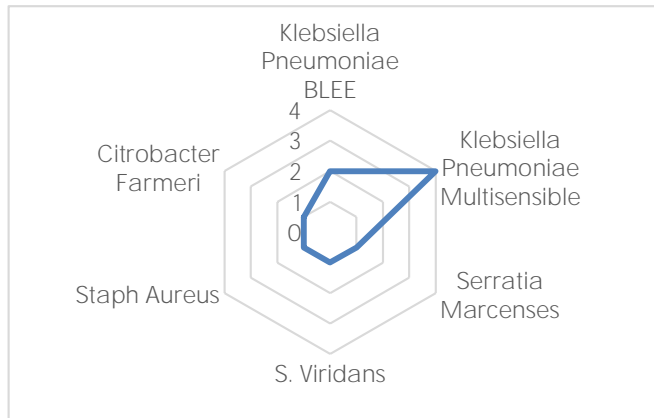 Klebsiella
Pneumoniae
BLEE
4
3
2
1
0
Klebsiella
Pneumoniae
Multisensible
Serratia
Marcenses
S. Viridans
Staph Aureus
Citrobacter
Farmeri